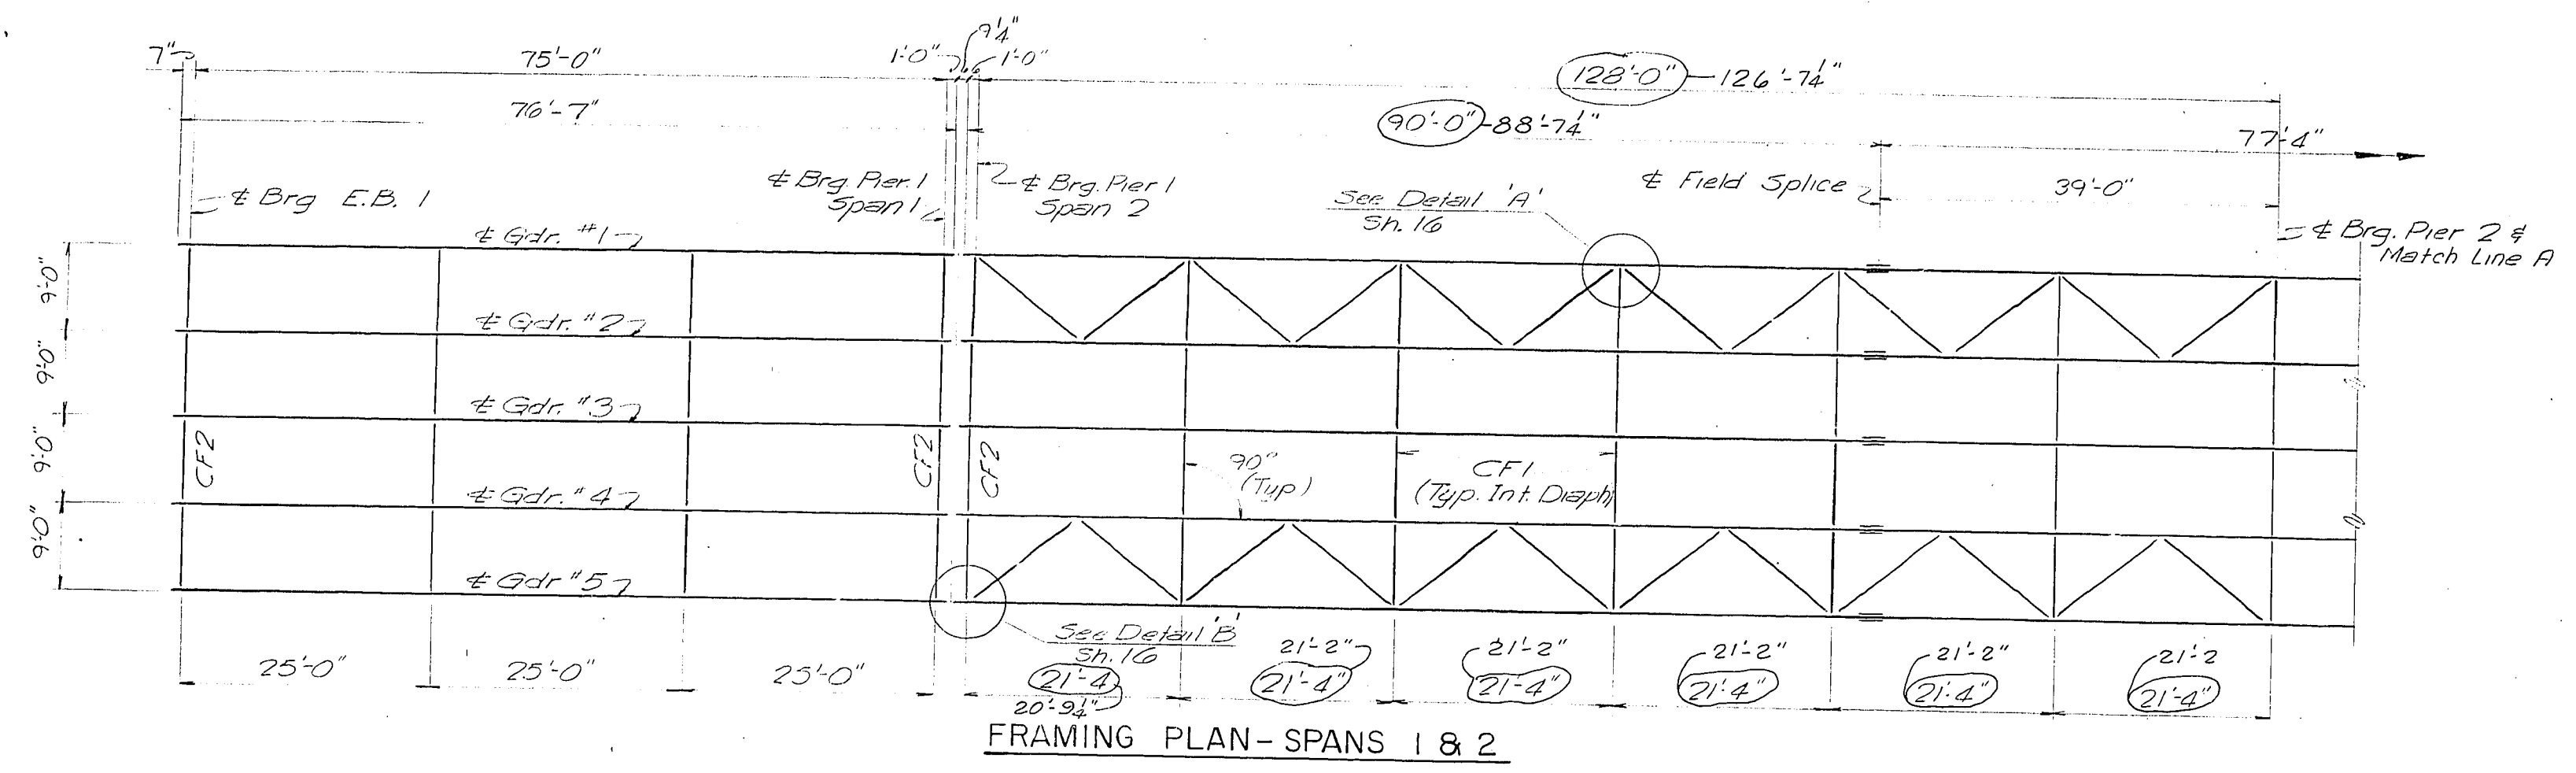 7"
75'-0"
1'-0"
9¼"
1'-0"
128'-0" 126'-7¼"
76'-7"
90'-0" 88'-7¼"
77'-4"
39'-0"
℄ Brg E.B. 1
℄ Brg. Pier. 1
Span 1
℄ Brg. Pier 1
Span 2
See Detail 'A'
Sh. 16
℄ Field Splice
℄ Brg. Pier 2 &
Match Line A
℄ Gdr. #1
℄ Gdr. #2
℄ Gdr. #3
℄ Gdr. #4
℄ Gdr #5
9'-0"
9'-0"
9'-0"
9'-0"
CF2
CF2
CF2
90°
(Typ)
CF1
(Typ. Int. Diaph)
See Detail 'B'
Sh. 16
25'-0"
25'-0"
25'-0"
21'-4
20'-9¼"
21'-2"
21'-4"
21'-2"
21'-4"
21'-2"
21'-4"
21'-2"
21'-4"
21'-2
21'-4"
FRAMING PLAN - SPANS 1 & 2